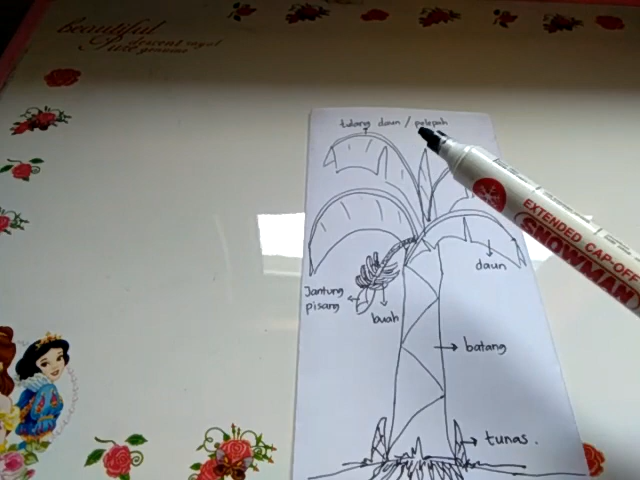 beautiful
tulang daun / pelepah
EXTENDED CAP-OFF
SNOWMAN
daun
Jantung
pisang
buah
batang
tunas.